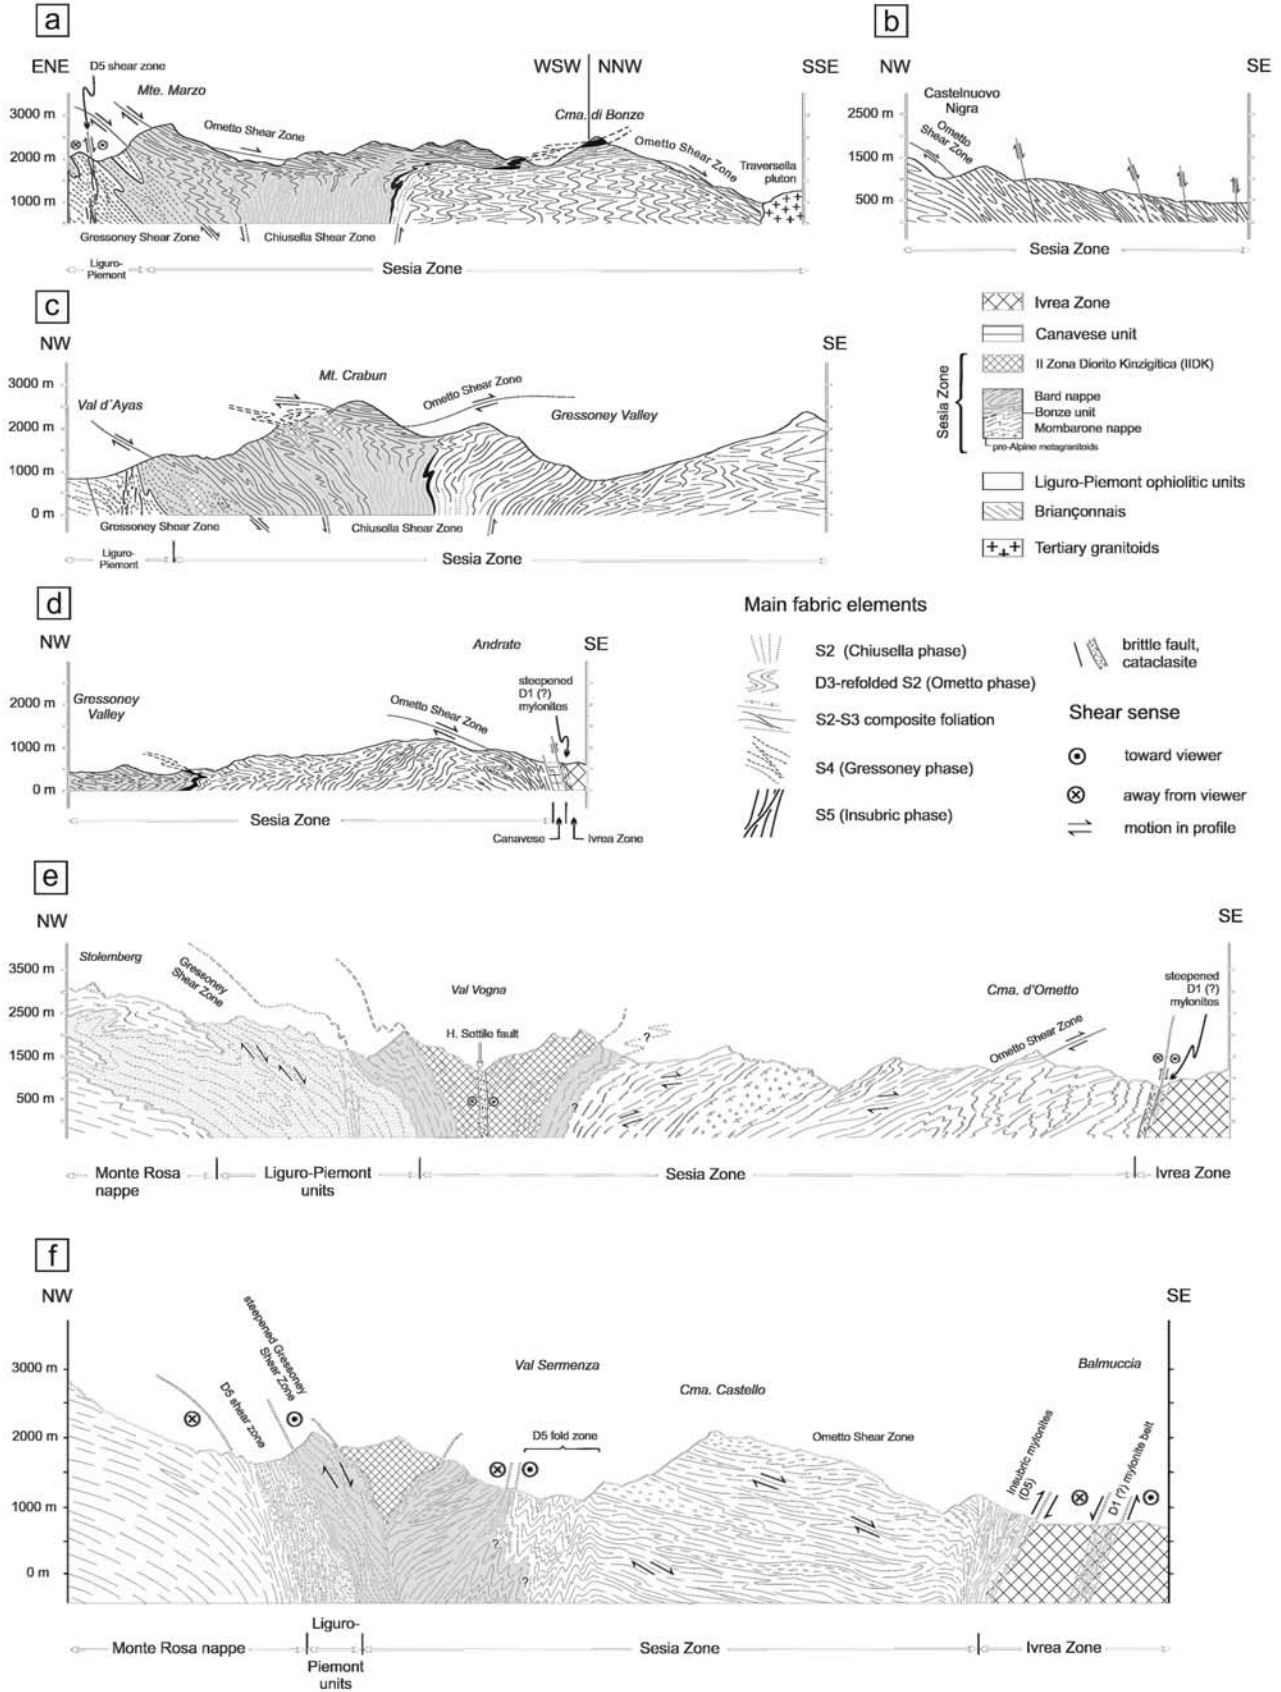 a
ENE
D5 shear zone
Mte. Marzo
WSW
NNW
SSE
3000 m
2000 m
1000 m
Ometto Shear Zone
Cma. di Bonze
Ometto Shear Zone
Traversella
pluton
Gressoney Shear Zone
Chiusella Shear Zone
Liguro-
Piemont
Sesia Zone
b
NW
SE
Castelnuovo
Nigra
2500 m
1500 m
500 m
Ometto
Shear Zone
Sesia Zone
c
NW
SE
3000 m
2000 m
1000 m
0 m
Val d´Ayas
Mt. Crabun
Ometto Shear Zone
Gressoney Valley
Gressoney Shear Zone
Chiusella Shear Zone
Liguro-
Piemont
Sesia Zone
Ivrea Zone
Canavese unit
Sesia Zone
II Zona Diorito Kinzigitica (IIDK)
Bard nappe
Bonze unit
Mombarone nappe
pre-Alpine metagranitoids
Liguro-Piemont ophiolitic units
Briançonnais
Tertiary granitoids
d
NW
SE
Gressoney
Valley
Andrate
steepened
D1 (?)
mylonites
Ometto Shear Zone
2000 m
1000 m
0 m
Sesia Zone
Canavese
Ivrea Zone
Main fabric elements
S2 (Chiusella phase)
D3-refolded S2 (Ometto phase)
S2-S3 composite foliation
S4 (Gressoney phase)
S5 (Insubric phase)
brittle fault,
cataclasite
Shear sense
toward viewer
away from viewer
motion in profile
e
NW
SE
3500 m
2500 m
1500 m
500 m
Stolemberg
Gressoney
Shear Zone
Val Vogna
H. Sottile fault
?
?
Cma. d'Ometto
Ometto Shear Zone
steepened
D1 (?)
mylonites
Monte Rosa
nappe
Liguro-Piemont
units
Sesia Zone
Ivrea Zone
f
NW
SE
3000 m
2000 m
1000 m
0 m
D5 shear zone
steepened Gressoney
Shear Zone
Val Sermenza
D5 fold zone
?
?
Cma. Castello
Ometto Shear Zone
Balmuccia
Insubric mylonites
(D5)
D1 (?) mylonite belt
Monte Rosa nappe
Liguro-
Piemont
units
Sesia Zone
Ivrea Zone